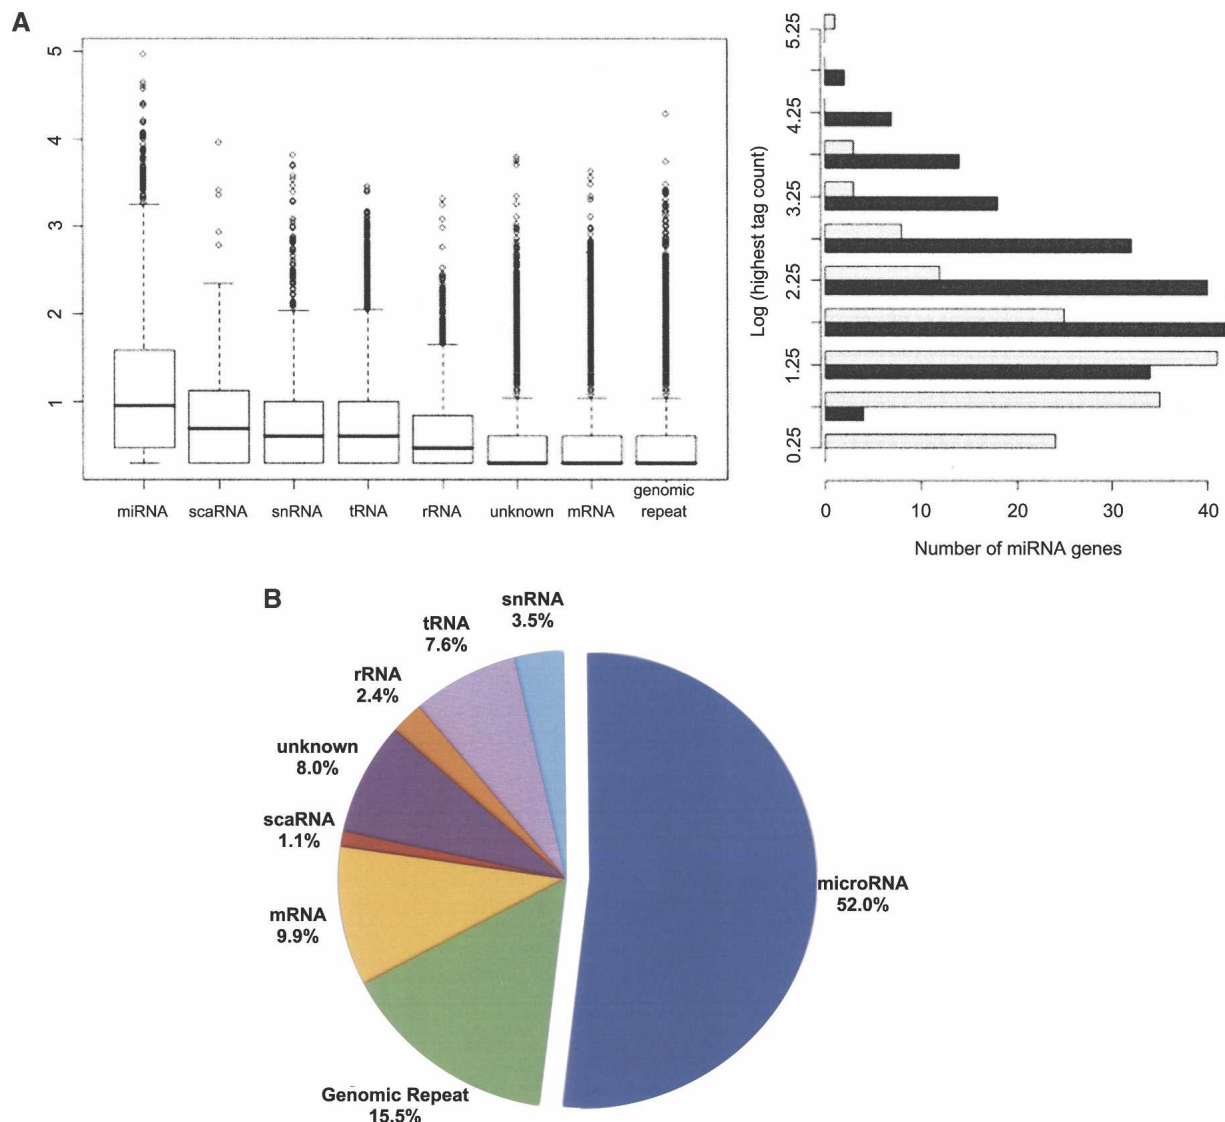 A
5
4
3
2
1
miRNA
scaRNA
snRNA
tRNA
rRNA
unknown
mRNA
genomic
repeat
Log (highest tag count)
5.25
4.25
3.25
2.25
1.25
0.25
0
10
20
30
40
Number of miRNA genes
B
snRNA
3.5%
tRNA
7.6%
rRNA
2.4%
unknown
8.0%
scaRNA
1.1%
microRNA
52.0%
mRNA
9.9%
Genomic Repeat
15.5%